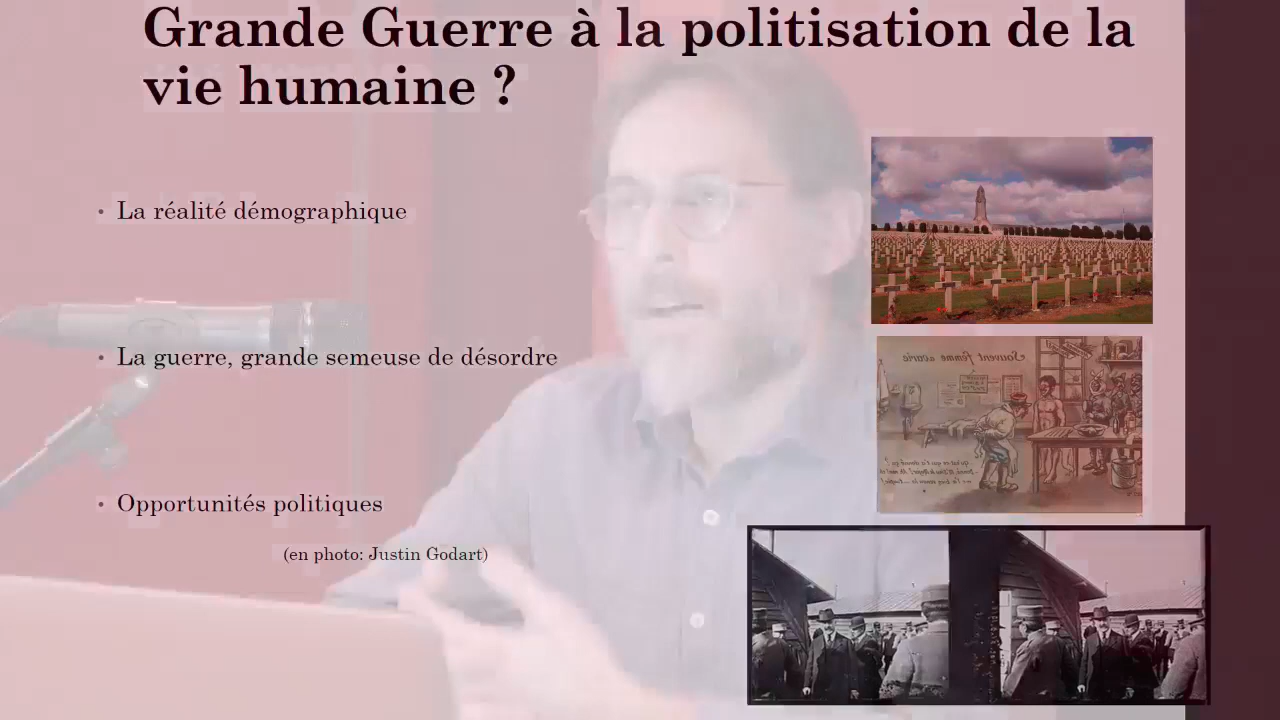 Grande Guerre à la politisation de la
vie humaine ?
• La réalité démographique
• La guerre, grande semeuse de désordre
• Opportunités politiques
(en photo: Justin Godart)
Souvent femme avarie